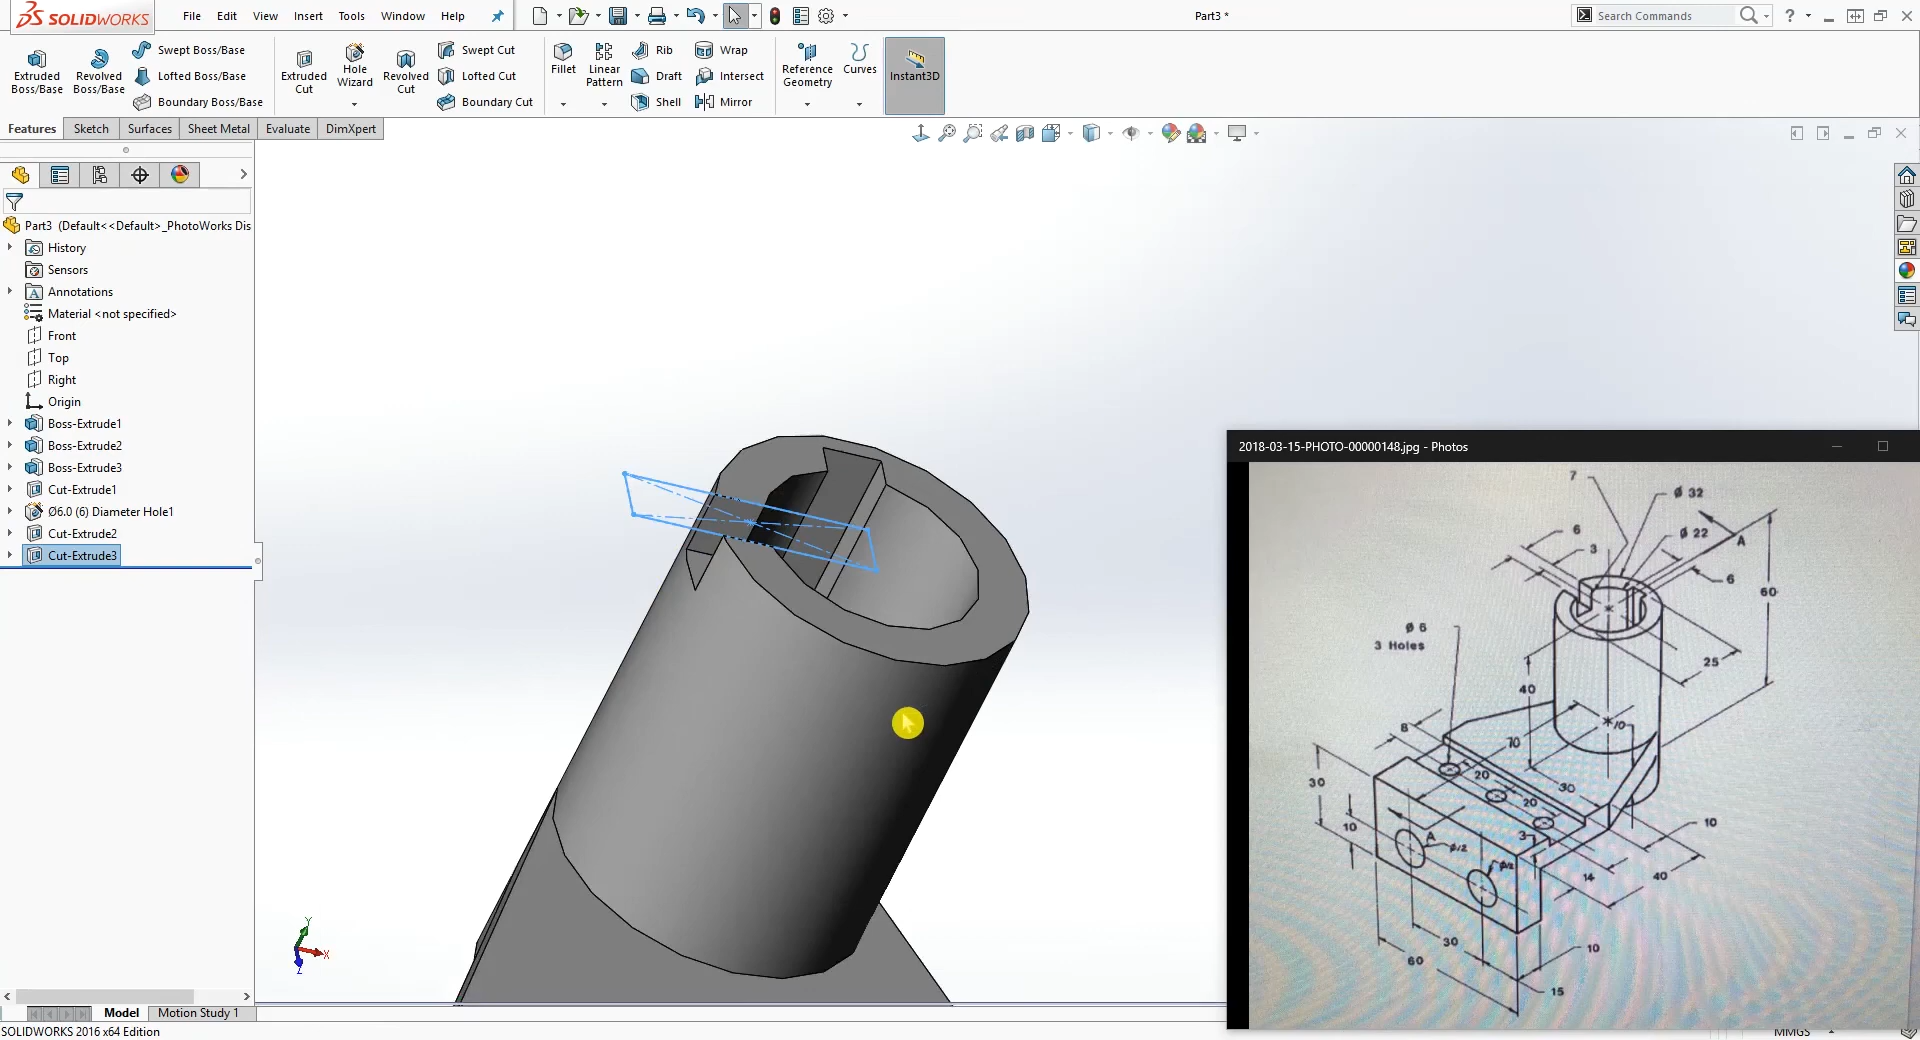 SOLIDWORKS
File Edit View Insert Tools Window Help
Part3 *
Search Commands
Extruded Boss/Base
Revolved Boss/Base
Swept Boss/Base
Lofted Boss/Base
Boundary Boss/Base
Extruded Cut
Hole Wizard
Revolved Cut
Swept Cut
Lofted Cut
Boundary Cut
Fillet
Linear Pattern
Rib
Draft
Shell
Wrap
Intersect
Mirror
Reference Geometry
Curves
Instant3D
Features Sketch Surfaces Sheet Metal Evaluate DimXpert
Part3 (Default<<Default>_PhotoWorks Dis
History
Sensors
Annotations
Material <not specified>
Front
Top
Right
Origin
Boss-Extrude1
Boss-Extrude2
Boss-Extrude3
Cut-Extrude1
Ø6.0 (6) Diameter Hole1
Cut-Extrude2
Cut-Extrude3
Y
X
Z
2018-03-15-PHOTO-00000148.jpg - Photos
7
Ø 32
6
3
Ø 22
A
6
60
Ø 6
3 Holes
25
40
10
8
70
30
20
30
20
10
10
A
Ø12
3
Ø12
14
40
30
10
60
15
Model Motion Study 1
SOLIDWORKS 2016 x64 Edition
MMGS